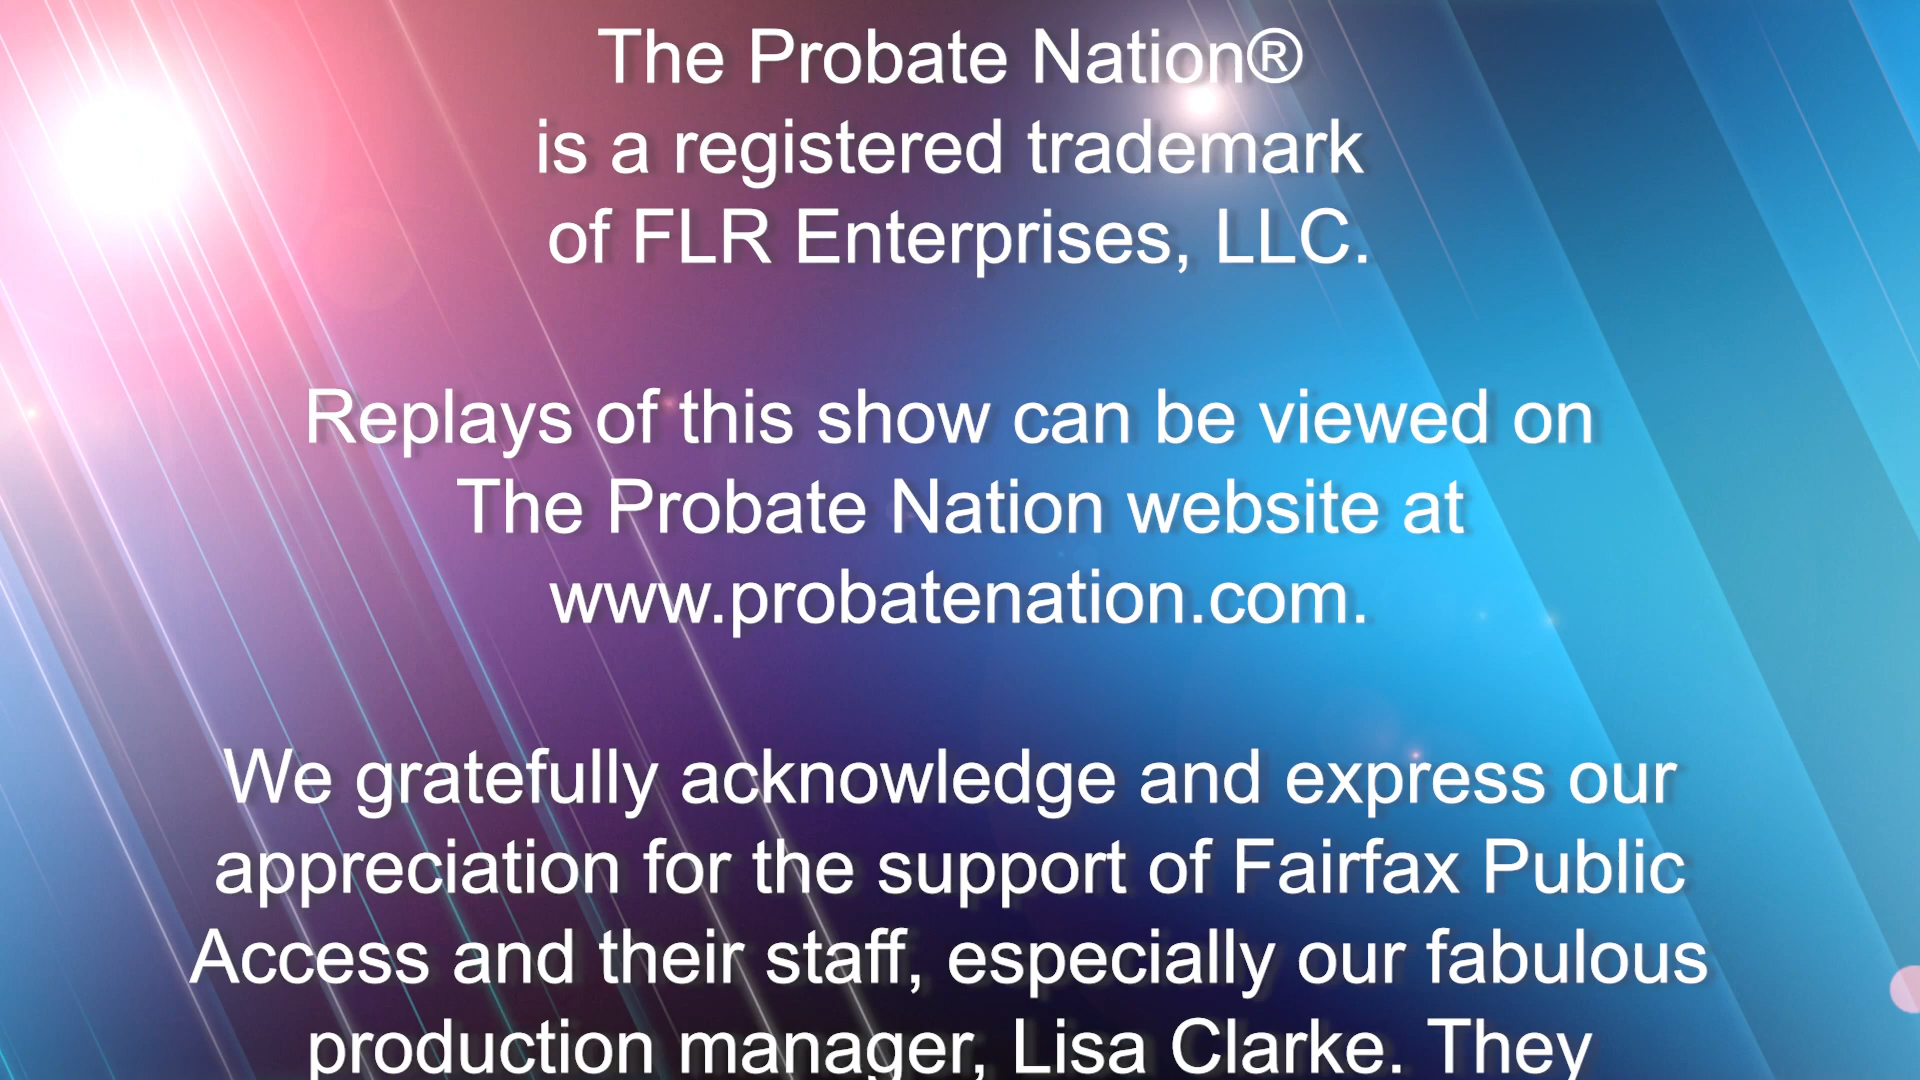 The Probate Nation®
is a registered trademark
of FLR Enterprises, LLC.
Replays of this show can be viewed on
The Probate Nation website at
www.probatenation.com.
We gratefully acknowledge and express our
appreciation for the support of Fairfax Public
Access and their staff, especially our fabulous
production manager, Lisa Clarke. They